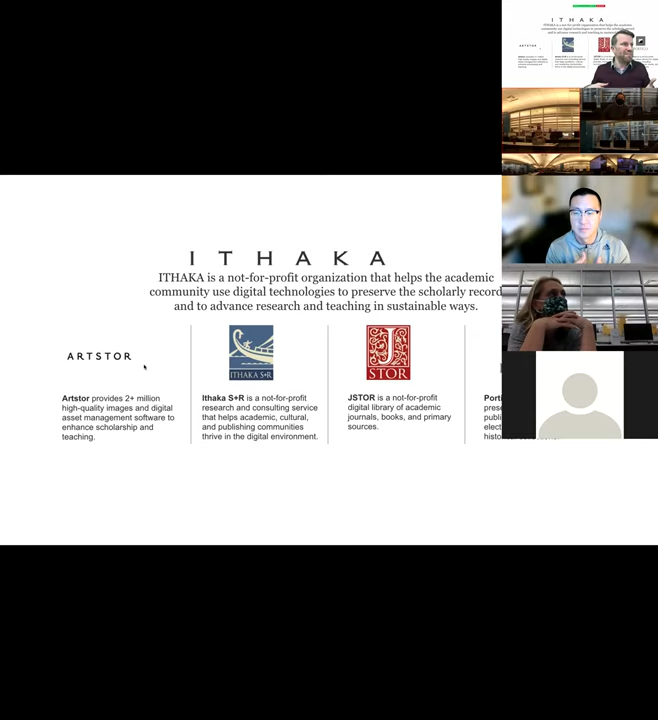 ITHAKA
ITHAKA is a not-for-profit organization that helps the academic
community use digital technologies to preserve the scholarly record
and to advance research and teaching in sustainable ways.
ARTSTOR
Artstor provides 2+ million
high-quality images and digital
asset management software to
enhance scholarship and
teaching.
ITHAKA S+R
Ithaka S+R is a not-for-profit
research and consulting service
that helps academic, cultural,
and publishing communities
thrive in the digital environment.
J
STOR
JSTOR is a not-for-profit
digital library of academic
journals, books, and primary
sources.
ITHAKA
ARTSTOR